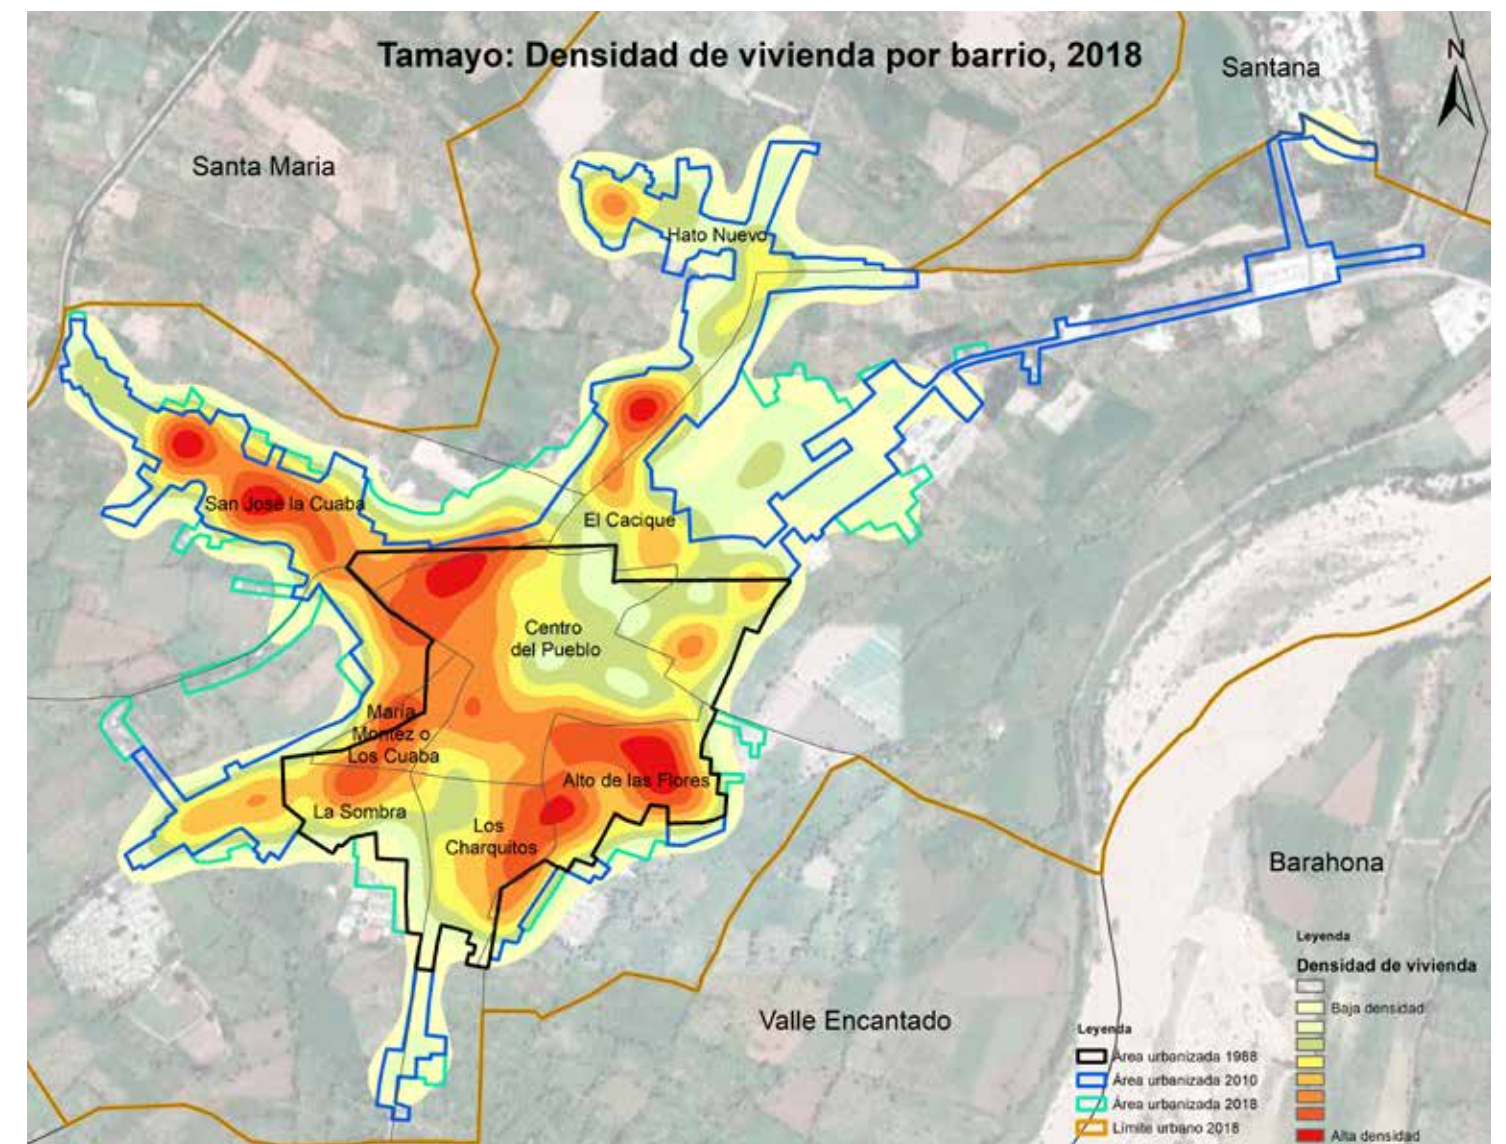 Tamayo: Densidad de vivienda por barrio, 2018
Santana
N
Santa Maria
Hato Nuevo
San José la Cuaba
El Cacique
Centro
del Pueblo
María
Montez o
Los Cuaba
Alto de las Flores
La Sombra
Los
Charquitos
Barahona
Valle Encantado
Leyenda
Área urbanizada 1988
Área urbanizada 2010
Área urbanizada 2018
Límite urbano 2018
Leyenda
Densidad de vivienda
Baja densidad
Alta densidad